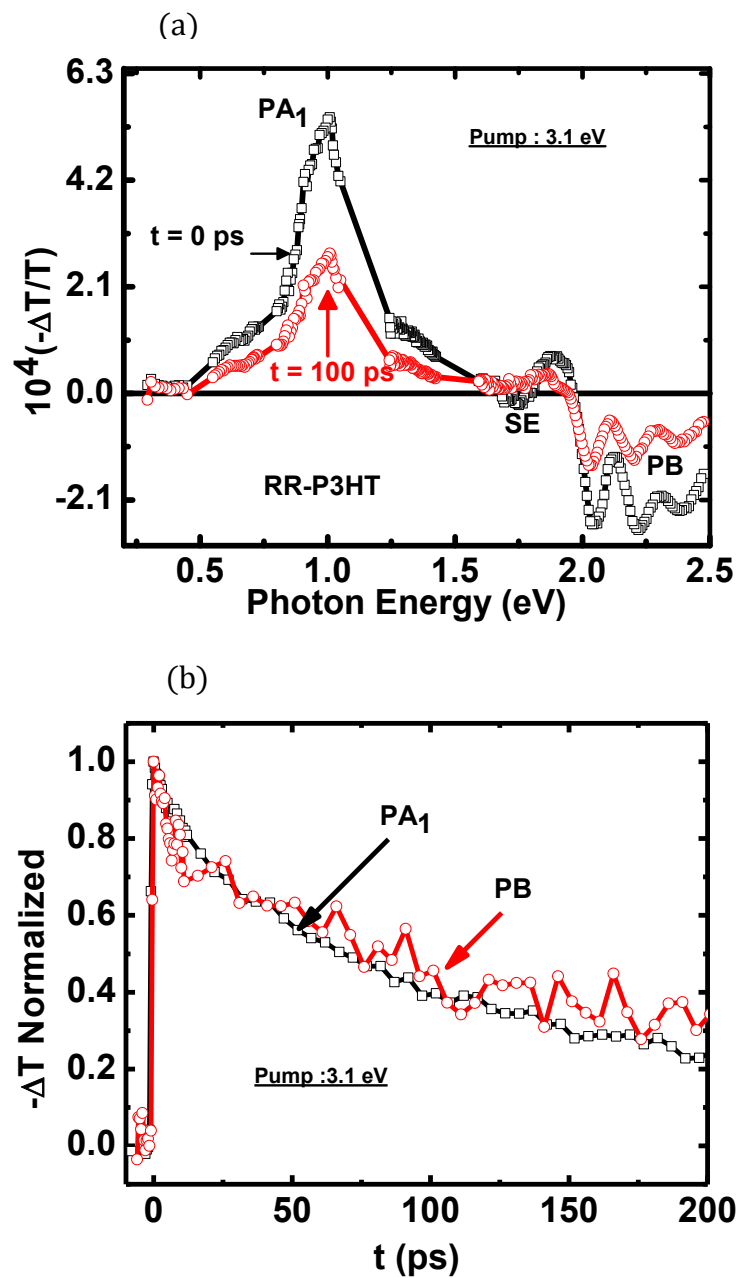 (a)
6.3
4.2
2.1
0.0
-2.1
10⁴(-ΔT/T)
PA₁
Pump : 3.1 eV
t = 0 ps
t = 100 ps
SE
PB
RR-P3HT
0.5 1.0 1.5 2.0 2.5
Photon Energy (eV)
(b)
1.0
0.8
0.6
0.4
0.2
0.0
-ΔT Normalized
PA₁
PB
Pump :3.1 eV
0 50 100 150 200
t (ps)